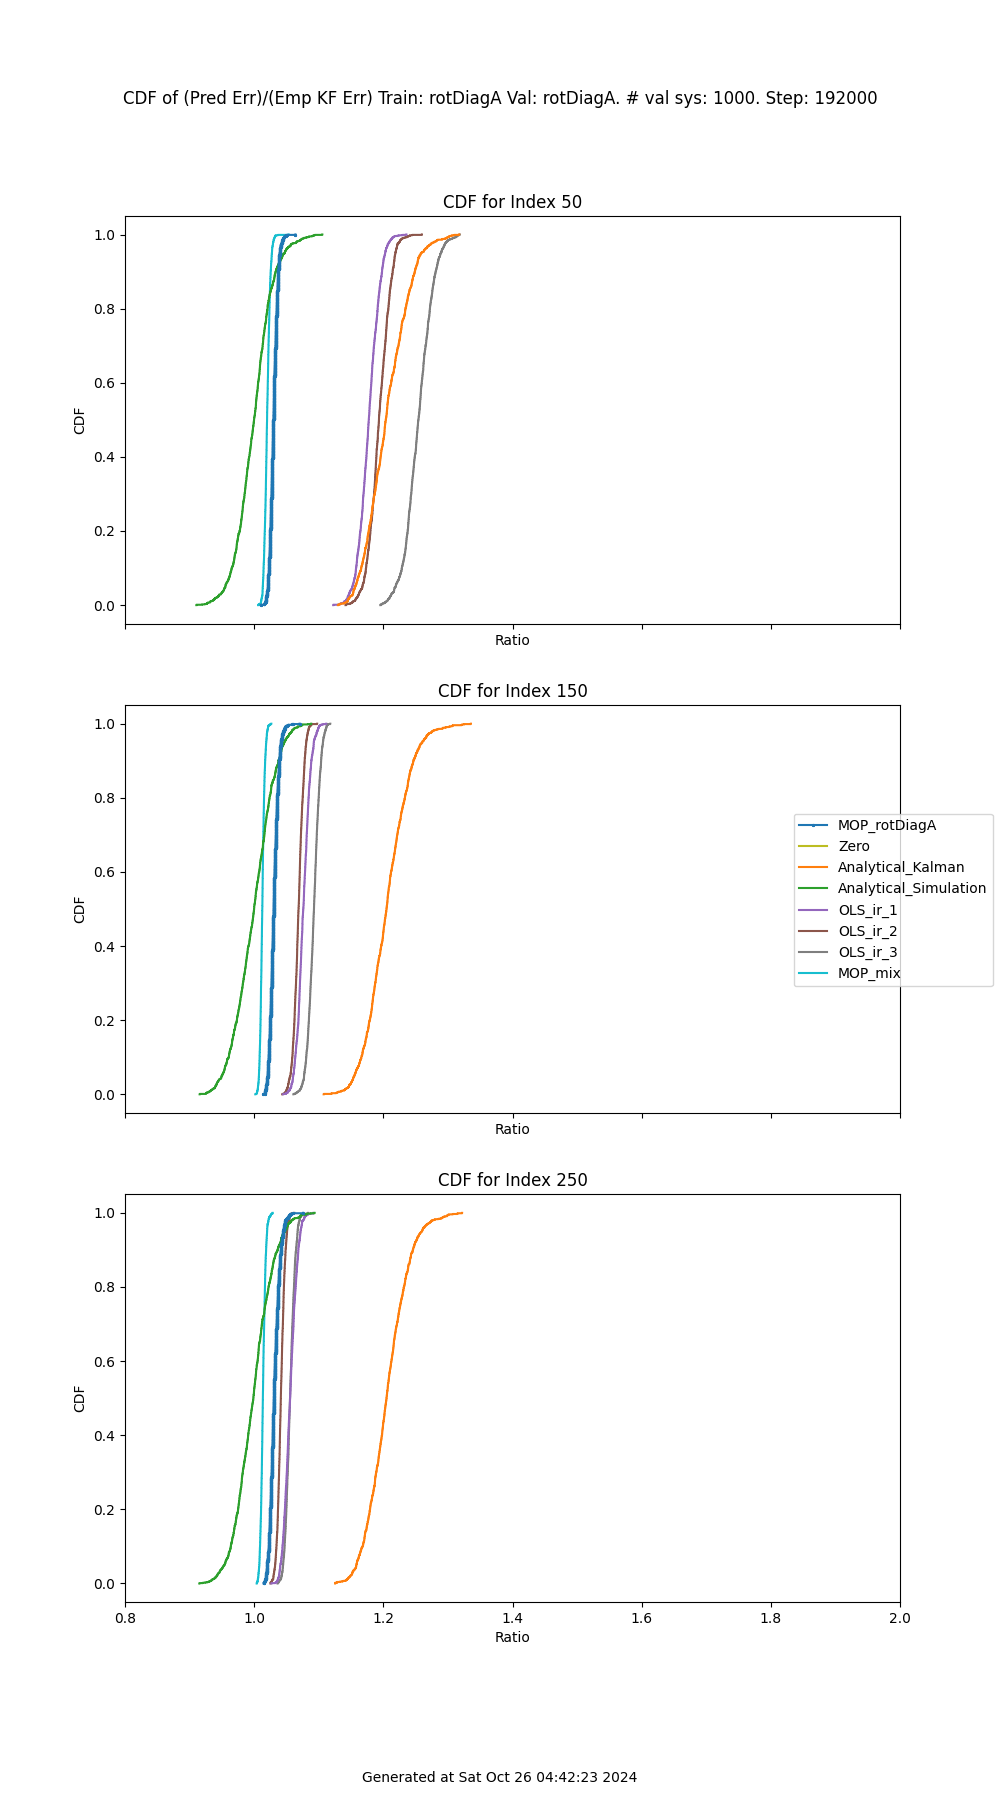 CDF of (Pred Err)/(Emp KF Err) Train: rotDiagA Val: rotDiagA. # val sys: 1000. Step: 192000
CDF for Index 50
1.0
0.8
0.6
0.4
0.2
0.0
CDF
Ratio
CDF for Index 150
1.0
0.8
0.6
0.4
0.2
0.0
CDF
Ratio
MOP_rotDiagA
Zero
Analytical_Kalman
Analytical_Simulation
OLS_ir_1
OLS_ir_2
OLS_ir_3
MOP_mix
CDF for Index 250
1.0
0.8
0.6
0.4
0.2
0.0
CDF
0.8 1.0 1.2 1.4 1.6 1.8 2.0
Ratio
Generated at Sat Oct 26 04:42:23 2024